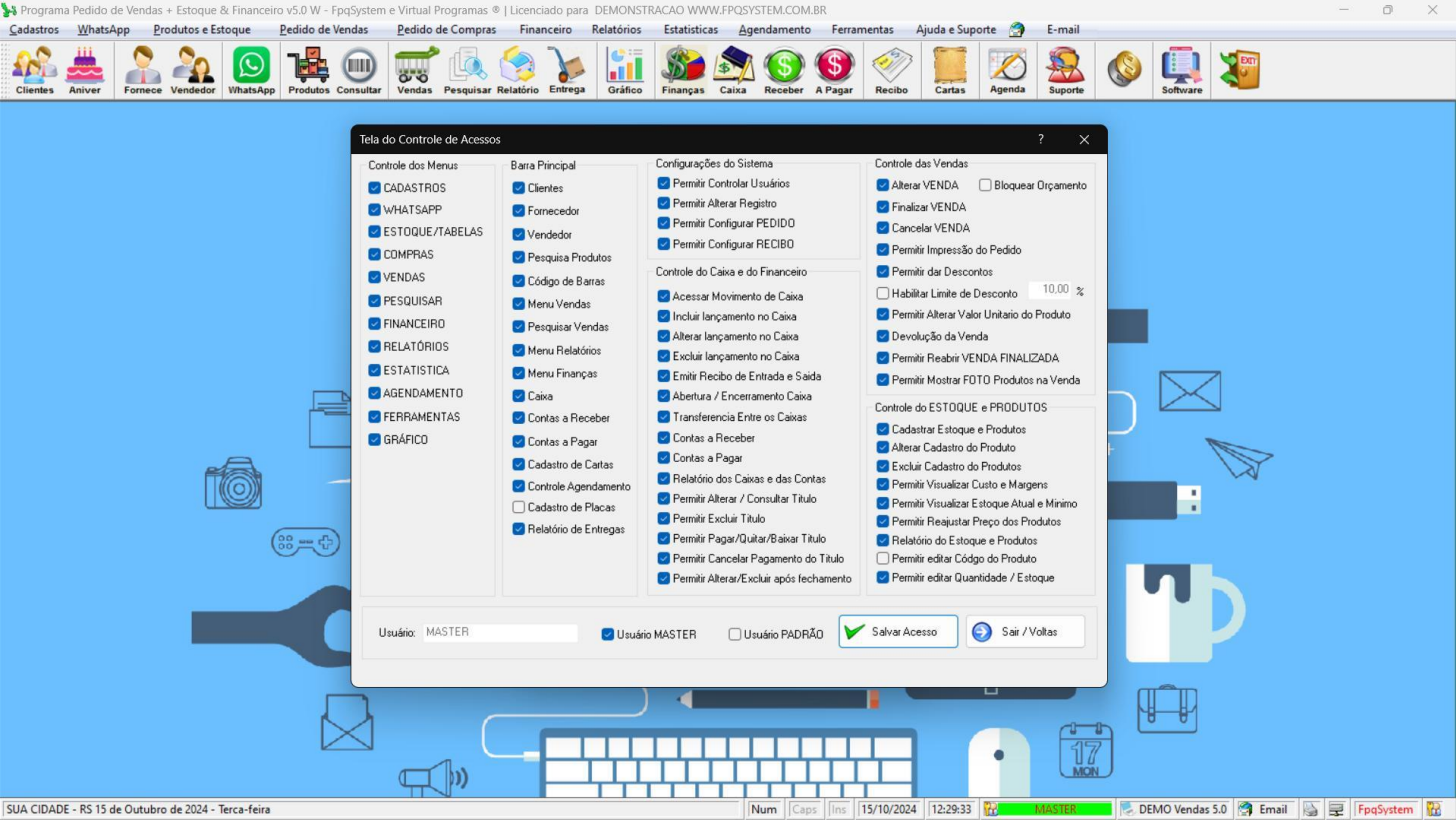 Programa Pedido de Vendas + Estoque & Financeiro v5.0 W - FpqSystem e Virtual Programas ® | Licenciado para DEMONSTRACAO WWW.FPQSYSTEM.COM.BR
Cadastros WhatsApp Produtos e Estoque Pedido de Vendas Pedido de Compras Financeiro Relatórios Estatisticas Agendamento Ferramentas Ajuda e Suporte E-mail
Clientes Aniver Fornece Vendedor WhatsApp Produtos Consultar Vendas Pesquisar Relatório Entrega Gráfico Finanças Caixa Receber A Pagar Recibo Cartas Agenda Suporte Software EXIT
Tela do Controle de Acessos ?
Controle dos Menus
CADASTROS
WHATSAPP
ESTOQUE/TABELAS
COMPRAS
VENDAS
PESQUISAR
FINANCEIRO
RELATÓRIOS
ESTATISTICA
AGENDAMENTO
FERRAMENTAS
GRÁFICO
Barra Principal
Clientes
Fornecedor
Vendedor
Pesquisa Produtos
Código de Barras
Menu Vendas
Pesquisar Vendas
Menu Relatórios
Menu Finanças
Caixa
Contas a Receber
Contas a Pagar
Cadastro de Cartas
Controle Agendamento
Cadastro de Placas
Relatório de Entregas
Configurações do Sistema
Permitir Controlar Usuários
Permitir Alterar Registro
Permitir Configurar PEDIDO
Permitir Configurar RECIBO
Controle do Caixa e do Financeiro
Acessar Movimento de Caixa
Incluir lançamento no Caixa
Alterar lançamento no Caixa
Excluir lançamento no Caixa
Emitir Recibo de Entrada e Saida
Abertura / Encerramento Caixa
Transferencia Entre os Caixas
Contas a Receber
Contas a Pagar
Relatório dos Caixas e das Contas
Permitir Alterar / Consultar Titulo
Permitir Excluir Titulo
Permitir Pagar/Quitar/Baixar Titulo
Permitir Cancelar Pagamento do Titulo
Permitir Alterar/Excluir após fechamento
Controle das Vendas
Alterar VENDA Bloquear Orçamento
Finalizar VENDA
Cancelar VENDA
Permitir Impressão do Pedido
Permitir dar Descontos
Habilitar Limite de Desconto 10,00 %
Permitir Alterar Valor Unitario do Produto
Devolução da Venda
Permitir Reabrir VENDA FINALIZADA
Permitir Mostrar FOTO Produtos na Venda
Controle do ESTOQUE e PRODUTOS
Cadastrar Estoque e Produtos
Alterar Cadastro do Produto
Excluir Cadastro do Produtos
Permitir Visualizar Custo e Margens
Permitir Visualizar Estoque Atual e Minimo
Permitir Reajustar Preço dos Produtos
Relatório do Estoque e Produtos
Permitir editar Códgo do Produto
Permitir editar Quantidade / Estoque
Usuário: MASTER Usuário MASTER Usuário PADRÃO Salvar Acesso Sair / Voltas
17
MON
SUA CIDADE - RS 15 de Outubro de 2024 - Terca-feira Num Caps Ins 15/10/2024 12:29:33 MASTER DEMO Vendas 5.0 Email FpqSystem